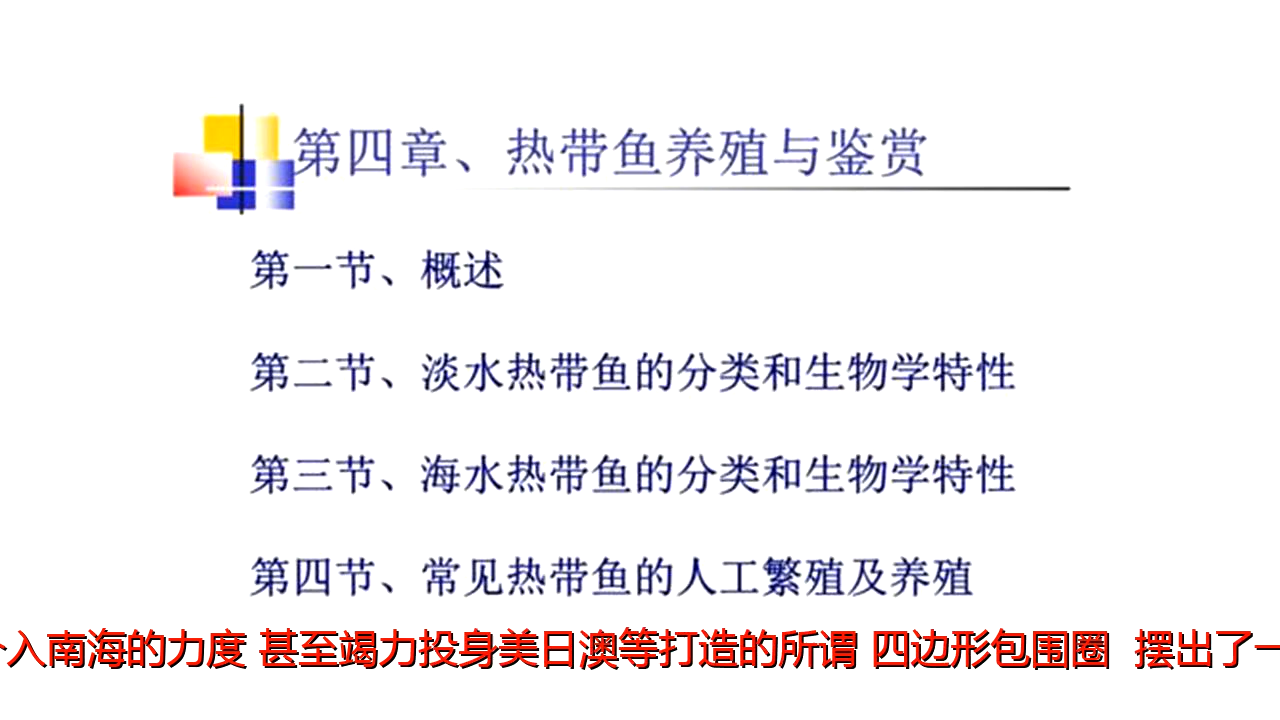 第四章、热带鱼养殖与鉴赏
第一节、概述
第二节、淡水热带鱼的分类和生物学特性
第三节、海水热带鱼的分类和生物学特性
第四节、常见热带鱼的人工繁殖及养殖
入南海的力度 甚至竭力投身美日澳等打造的所谓 四边形包围圈 摆出了一